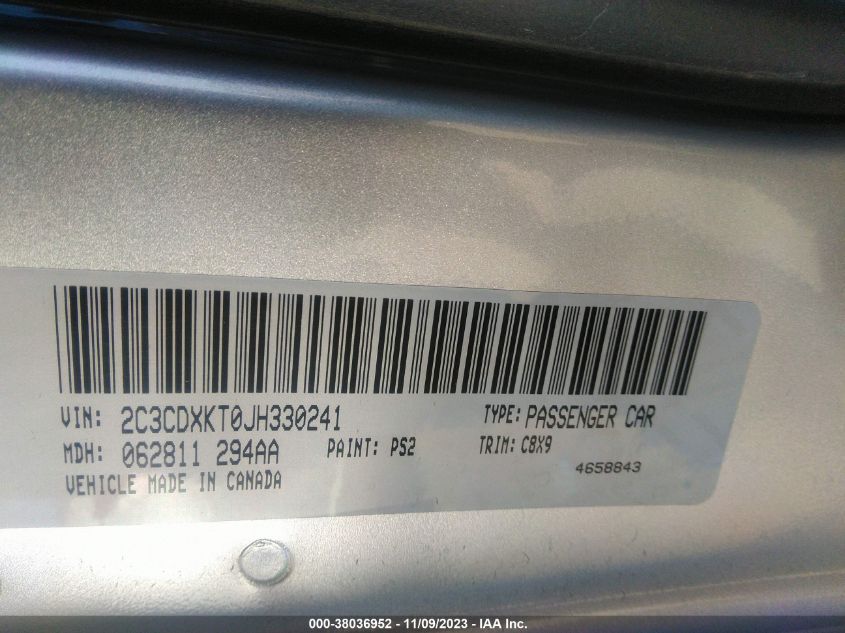 VIN: 2C3CDXKT0JH330241 TYPE: PASSENGER CAR
MDH: 062811 294AA PAINT: PS2 TRIM: C8X9
VEHICLE MADE IN CANADA 4658843
000-38036952 - 11/09/2023 - IAA Inc.